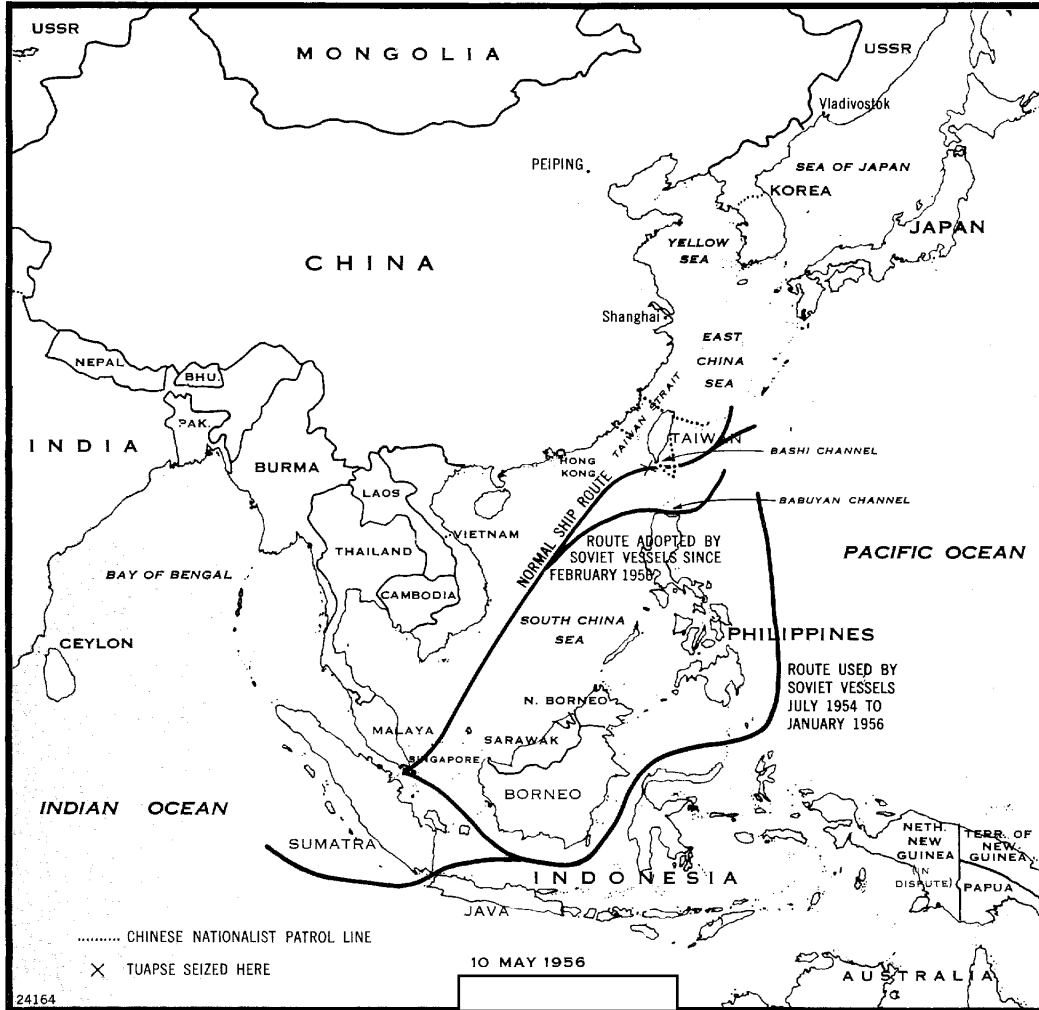 USSR
MONGOLIA
USSR
Vladivostok
PEIPING
SEA OF JAPAN
KOREA
JAPAN
YELLOW
SEA
CHINA
Shanghai
EAST
CHINA
SEA
NEPAL
BHU.
TAIWAN STRAIT
PAK.
INDIA
TAIWAN
BASHI CHANNEL
HONG
KONG
BURMA
LAOS
NORMAL SHIP ROUTE
BABUYAN CHANNEL
VIETNAM
ROUTE ADOPTED BY
SOVIET VESSELS SINCE
FEBRUARY 1956?
THAILAND
PACIFIC OCEAN
BAY OF BENGAL
CAMBODIA
SOUTH CHINA
SEA
PHILIPPINES
CEYLON
ROUTE USED BY
SOVIET VESSELS
JULY 1954 TO
JANUARY 1956
N. BORNEO
MALAYA
SARAWAK
SINGAPORE
BORNEO
INDIAN OCEAN
SUMATRA
NETH.
NEW
GUINEA
(IN
DISPUTE)
TERR. OF
NEW
GUINEA
PAPUA
INDONESIA
JAVA
.......... CHINESE NATIONALIST PATROL LINE
× TUAPSE SEIZED HERE
10 MAY 1956
AUSTRALIA
24164